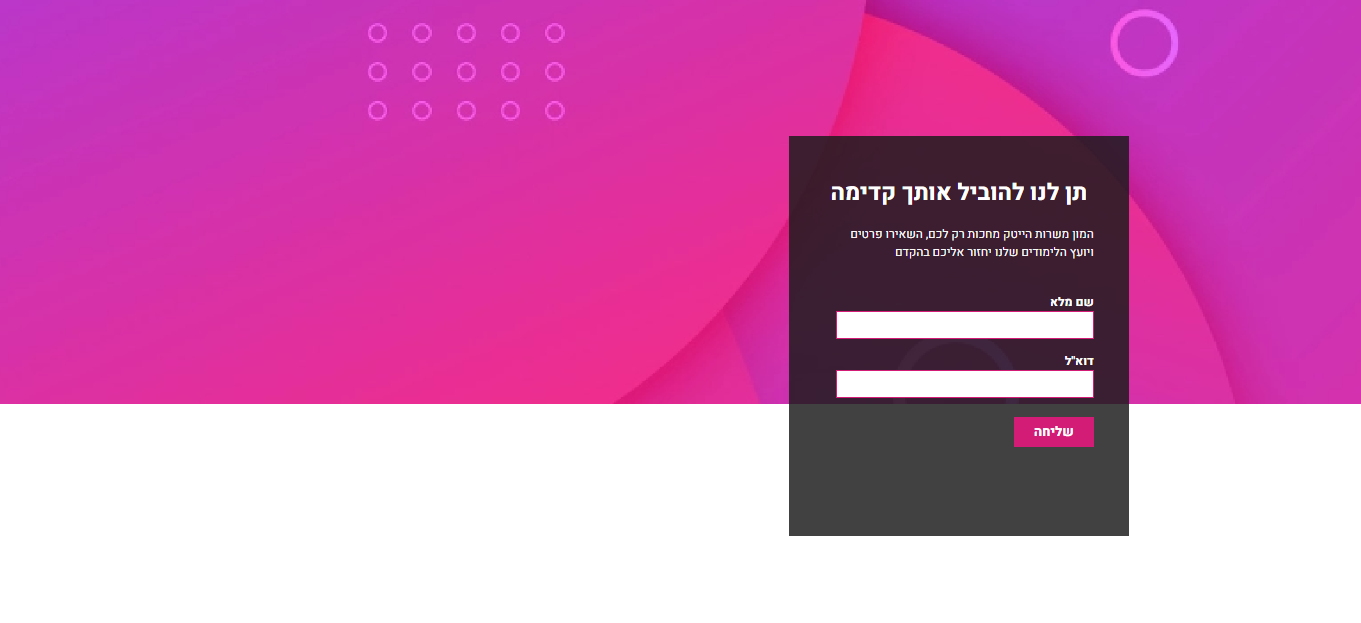 תן לנו להוביל אותך קדימה
המון משרות הייטק מחכות רק לכם, השאירו פרטים
ויועץ הלימודים שלנו יחזור אליכם בהקדם
שם מלא
דוא"ל
שליחה